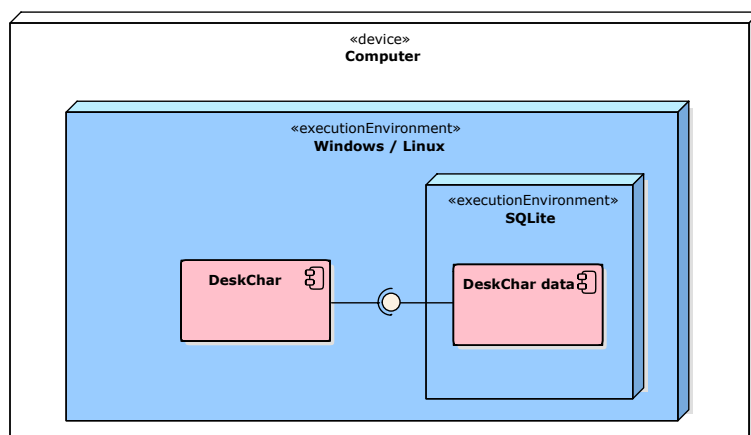 «device»
Computer
«executionEnvironment»
Windows / Linux
«executionEnvironment»
SQLite
DeskChar
DeskChar data